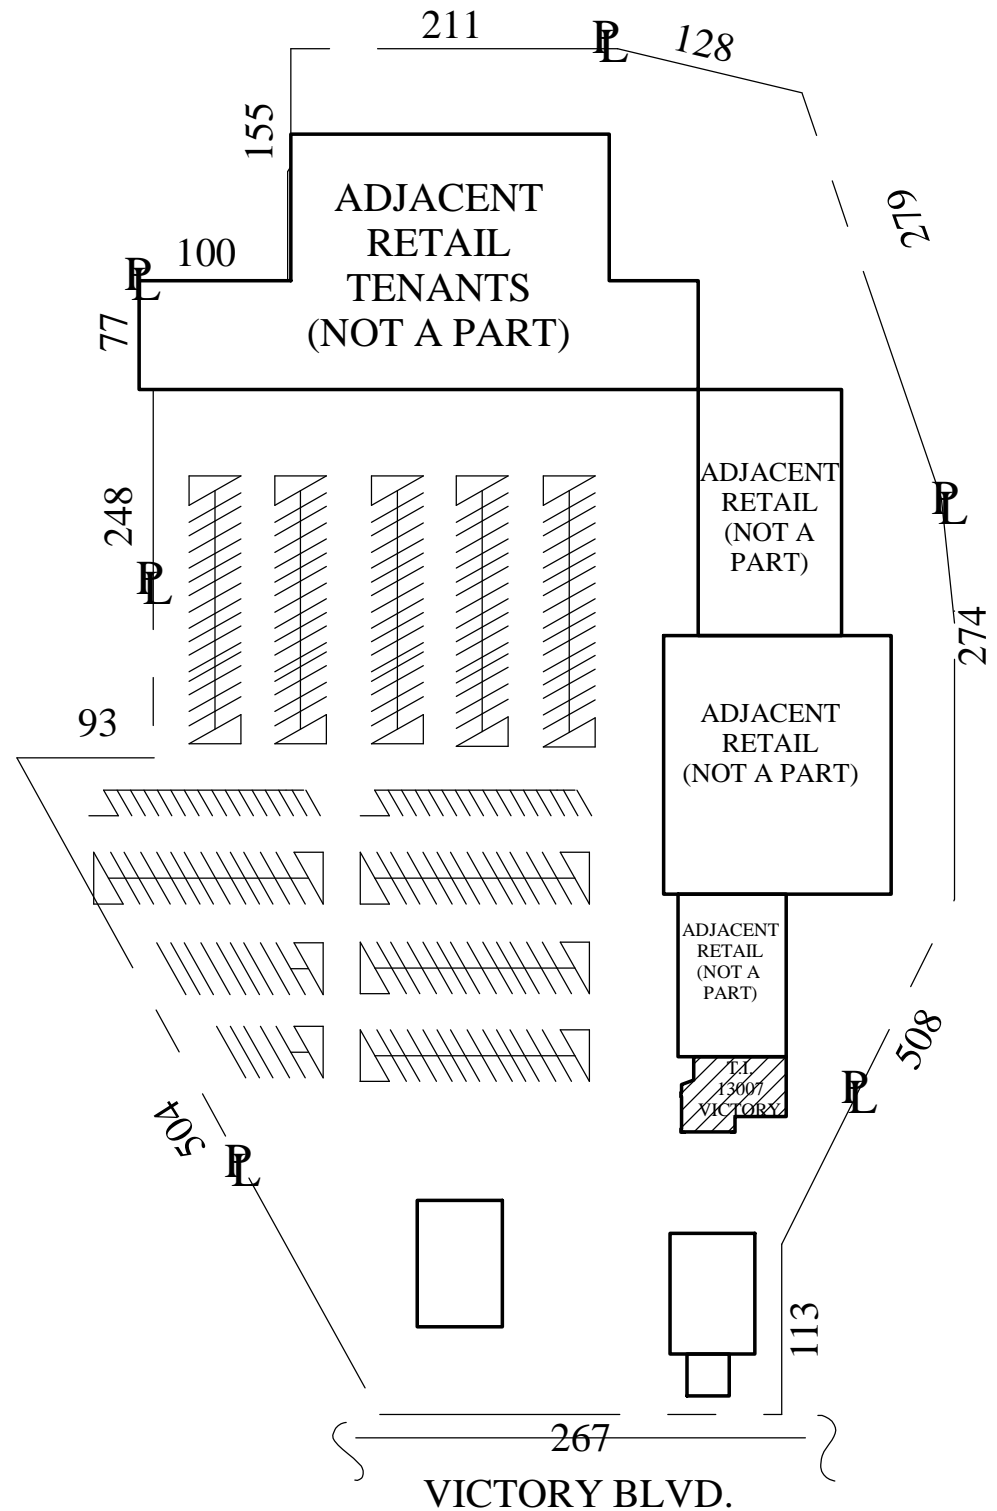 211
PL
128
155
ADJACENT
RETAIL
TENANTS
(NOT A PART)
279
100
PL
77
248
ADJACENT
RETAIL
(NOT A
PART)
PL
PL
274
93
ADJACENT
RETAIL
(NOT A PART)
ADJACENT
RETAIL
(NOT A
PART)
508
T.I.
13007
VICTORY
PL
504
PL
113
267
VICTORY BLVD.